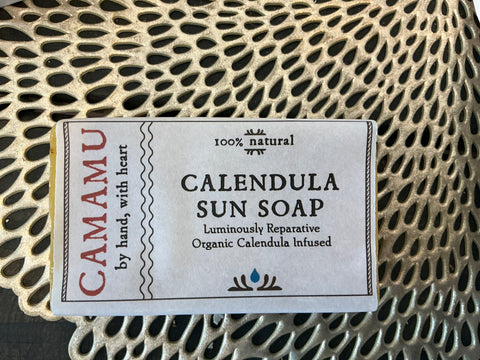 CAMAMU
by hand, with heart
100% natural
CALENDULA
SUN SOAP
Luminously Reparative
Organic Calendula Infused